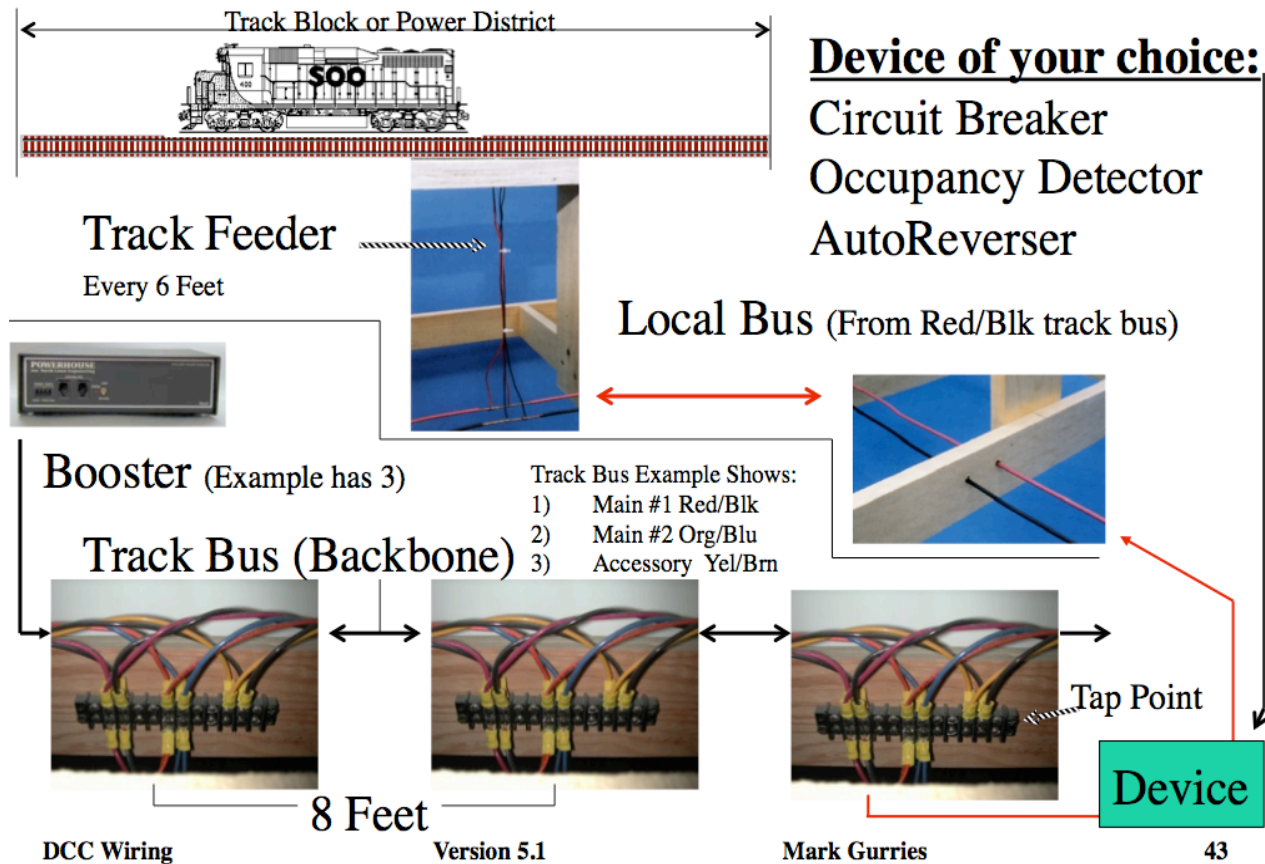 Track Block or Power District
SOO
400
Device of your choice:
Circuit Breaker
Occupancy Detector
AutoReverser
Track Feeder
Every 6 Feet
Local Bus (From Red/Blk track bus)
POWERHOUSE
Booster (Example has 3)
Track Bus Example Shows:
1) Main #1 Red/Blk
2) Main #2 Org/Blu
3) Accessory Yel/Brn
Track Bus (Backbone)
Tap Point
Device
8 Feet
DCC Wiring Version 5.1 Mark Gurries 43